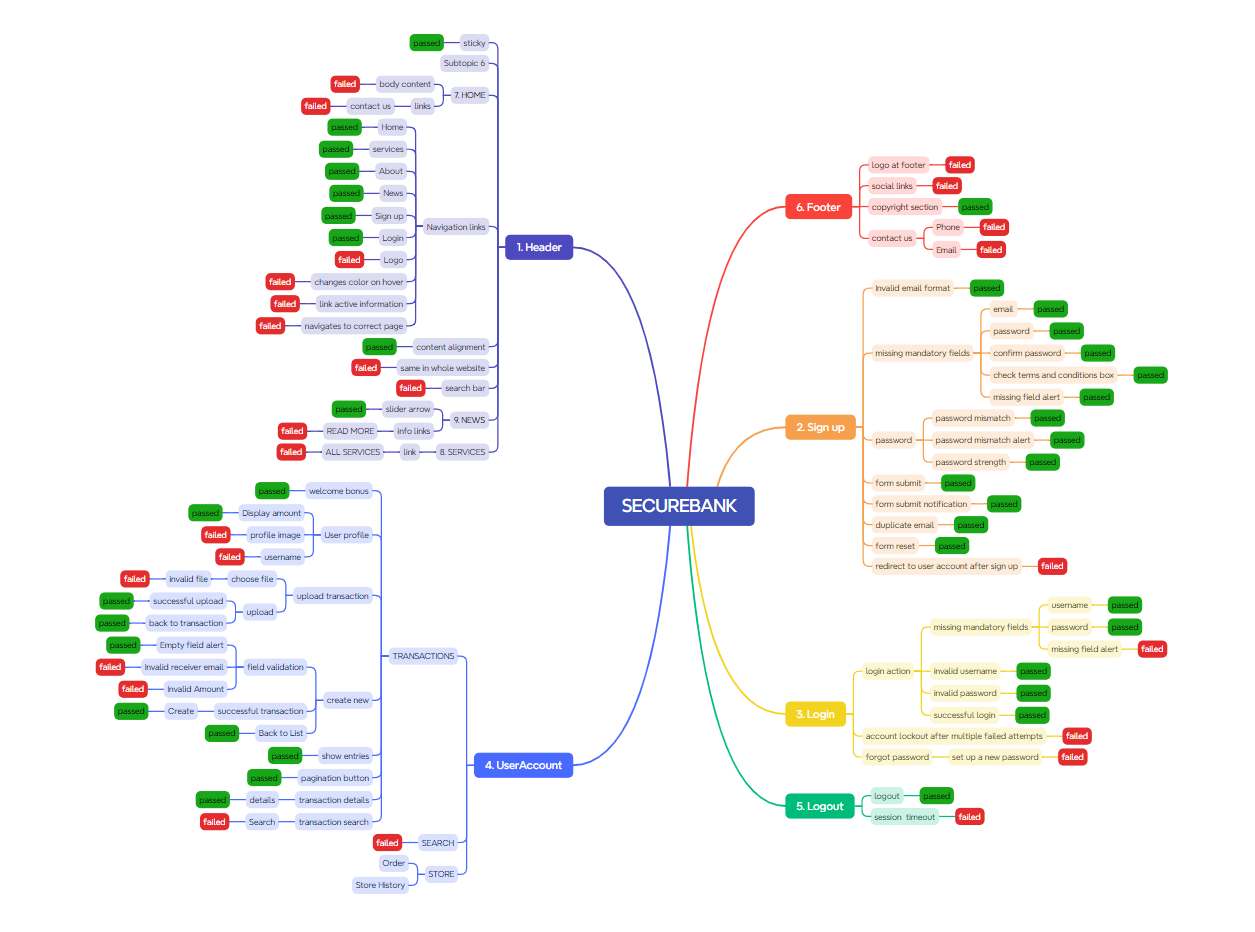 SECUREBANK
1. Header
sticky passed
Subtopic 6
7. HOME
body content failed
links contact us failed
Navigation links
Home passed
services passed
About passed
News passed
Sign up passed
Login passed
Logo failed
changes color on hover failed
link active information failed
navigates to correct page failed
content alignment passed
same in whole website failed
search bar failed
9. NEWS
slider arrow passed
info links READ MORE failed
8. SERVICES link ALL SERVICES failed
2. Sign up
Invalid email format passed
missing mandatory fields
email passed
password passed
confirm password passed
check terms and conditions box passed
missing field alert passed
password
password mismatch passed
password mismatch alert passed
password strength passed
form submit passed
form submit notification passed
duplicate email passed
form reset passed
redirect to user account after sign up failed
3. Login
login action
missing mandatory fields
username passed
password passed
missing field alert failed
invalid username passed
invalid password passed
successful login passed
account lockout after multiple failed attempts failed
forgot password set up a new password failed
4. UserAccount
TRANSACTIONS
welcome bonus passed
User profile
Display amount passed
profile image failed
username failed
upload transaction
choose file invalid file failed
upload
successful upload passed
back to transaction passed
create new
field validation
Empty field alert passed
Invalid receiver email failed
Invalid Amount failed
successful transaction Create passed
Back to List passed
show entries passed
pagination button passed
transaction details details passed
transaction search Search failed
SEARCH failed
STORE
Order
Store History
5. Logout
logout passed
session timeout failed
6. Footer
logo at footer failed
social links failed
copyright section passed
contact us
Phone failed
Email failed